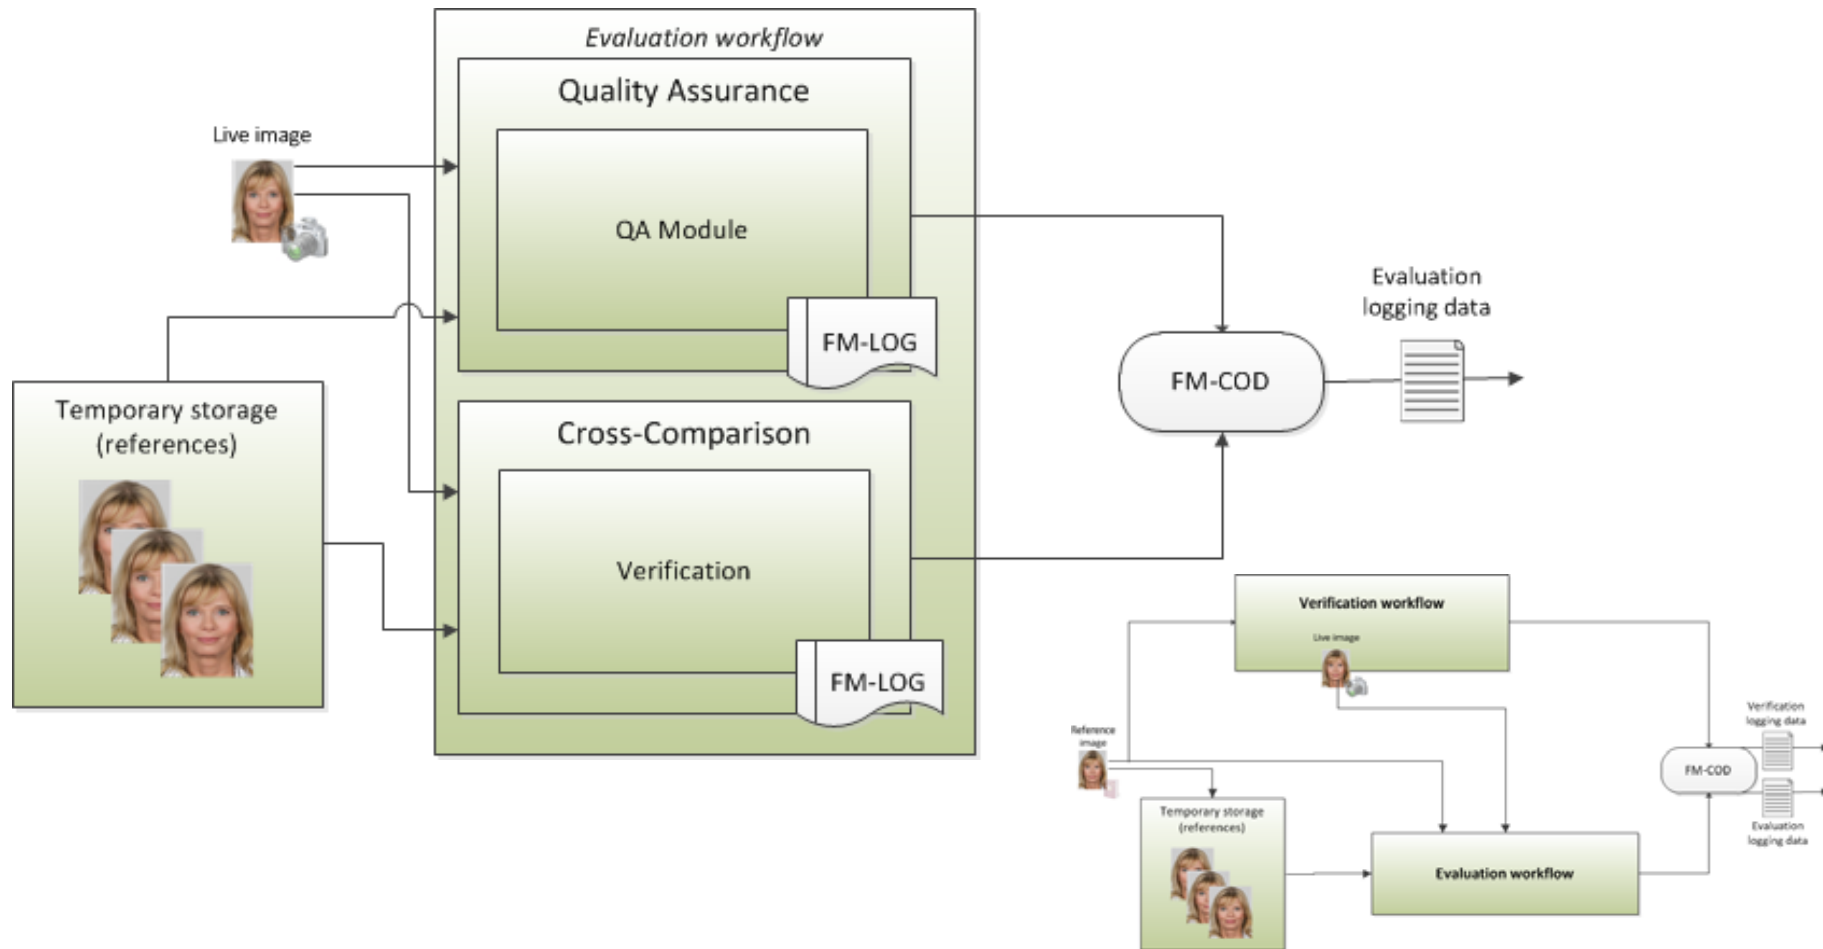 Evaluation workflow
Quality Assurance
Live image
QA Module
FM-LOG
Evaluation
logging data
FM-COD
Temporary storage
(references)
Cross-Comparison
Verification
FM-LOG
Verification workflow
Live image
Reference
image
Verification
logging data
FM-COD
Temporary storage
(references)
Evaluation
logging data
Evaluation workflow